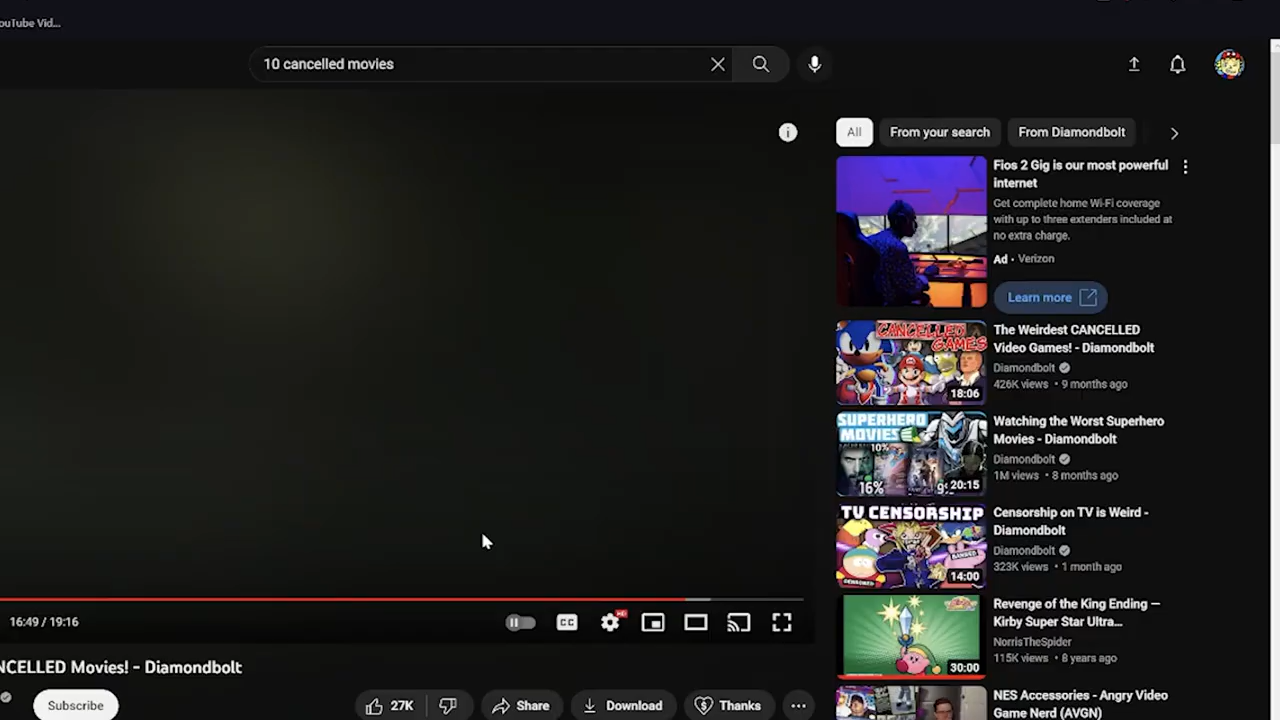 ouTube Vid...
10 cancelled movies
All
From your search
From Diamondbolt
Fios 2 Gig is our most powerful
internet
Get complete home Wi-Fi coverage
with up to three extenders included at
no extra charge.
Ad · Verizon
Learn more
CANCELLED
GAMES
18:06
The Weirdest CANCELLED
Video Games! - Diamondbolt
Diamondbolt
426K views • 9 months ago
SUPERHERO
MOVIES
10%
16%
20:15
Watching the Worst Superhero
Movies - Diamondbolt
Diamondbolt
1M views • 8 months ago
TV CENSORSHIP
BANNED
CENSORED
14:00
Censorship on TV is Weird -
Diamondbolt
Diamondbolt
323K views • 1 month ago
30:00
Revenge of the King Ending —
Kirby Super Star Ultra...
NorrisTheSpider
115K views • 8 years ago
NES Accessories - Angry Video
Game Nerd (AVGN)
16:49 / 19:16
CC
HD
NCELLED Movies! - Diamondbolt
Subscribe
27K
Share
Download
Thanks